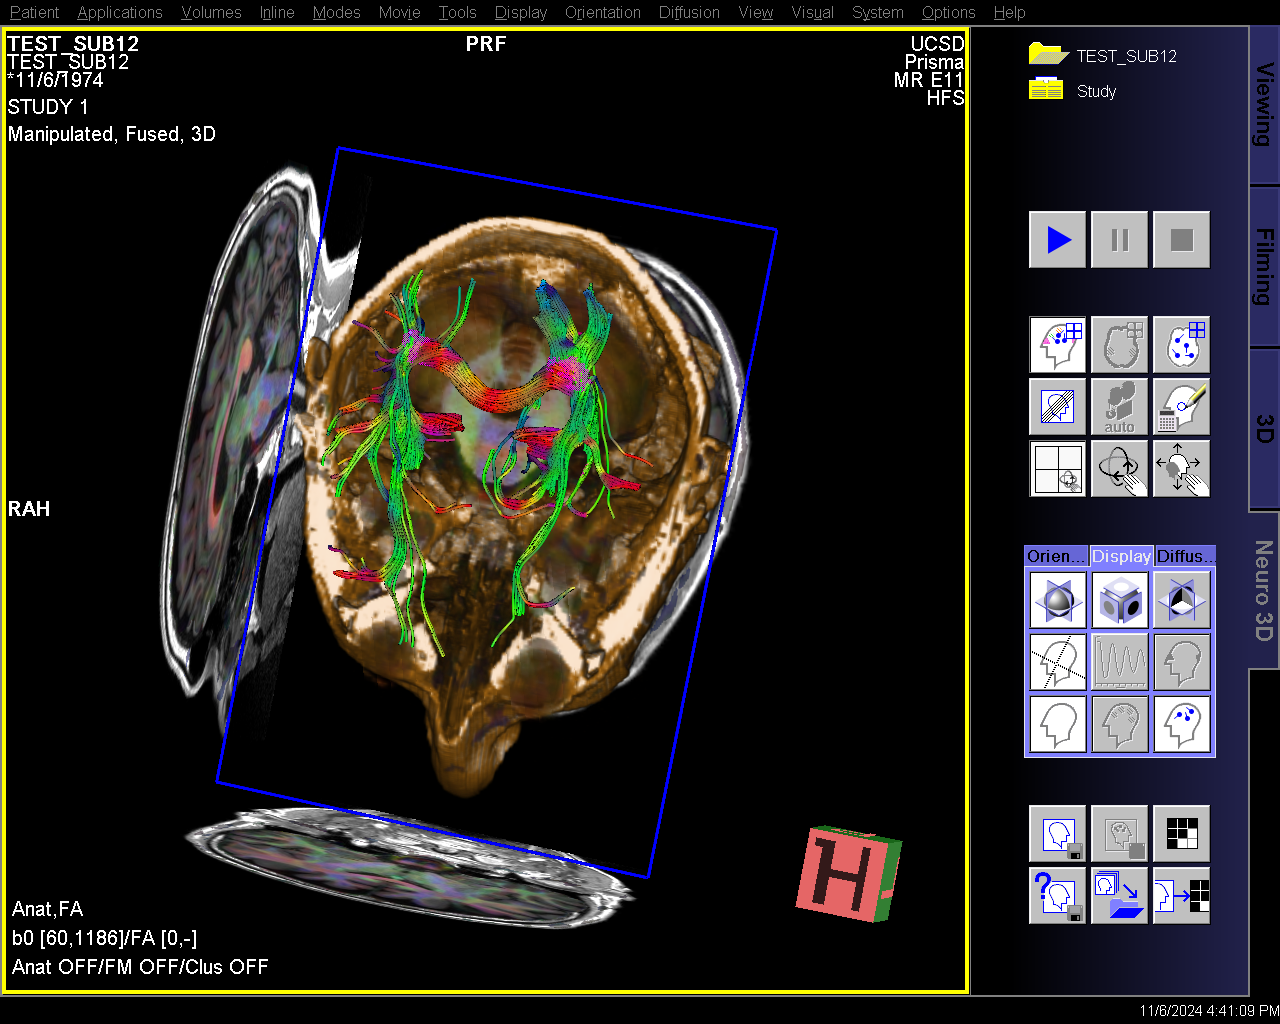 Patient Applications Volumes Inline Modes Movie Tools Display Orientation Diffusion View Visual System Options Help
TEST_SUB12
TEST_SUB12
*11/6/1974
STUDY 1
Manipulated, Fused, 3D
PRF
UCSD
Prisma
MR E11
HFS
RAH
H
Anat,FA
b0 [60,1186]/FA [0,-]
Anat OFF/FM OFF/Clus OFF
TEST_SUB12
Study
auto
Orien... Display Diffus...
?
Viewing
Filming
3D
Neuro 3D
11/6/2024 4:41:09 PM